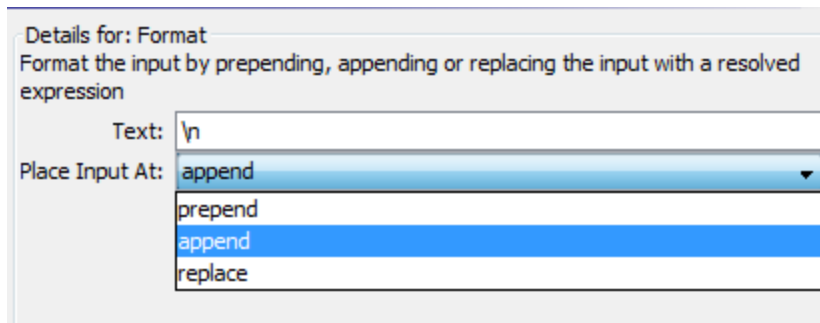 Details for: Format
Format the input by prepending, appending or replacing the input with a resolved
expression
Text: \n
Place Input At: append
prepend
append
replace